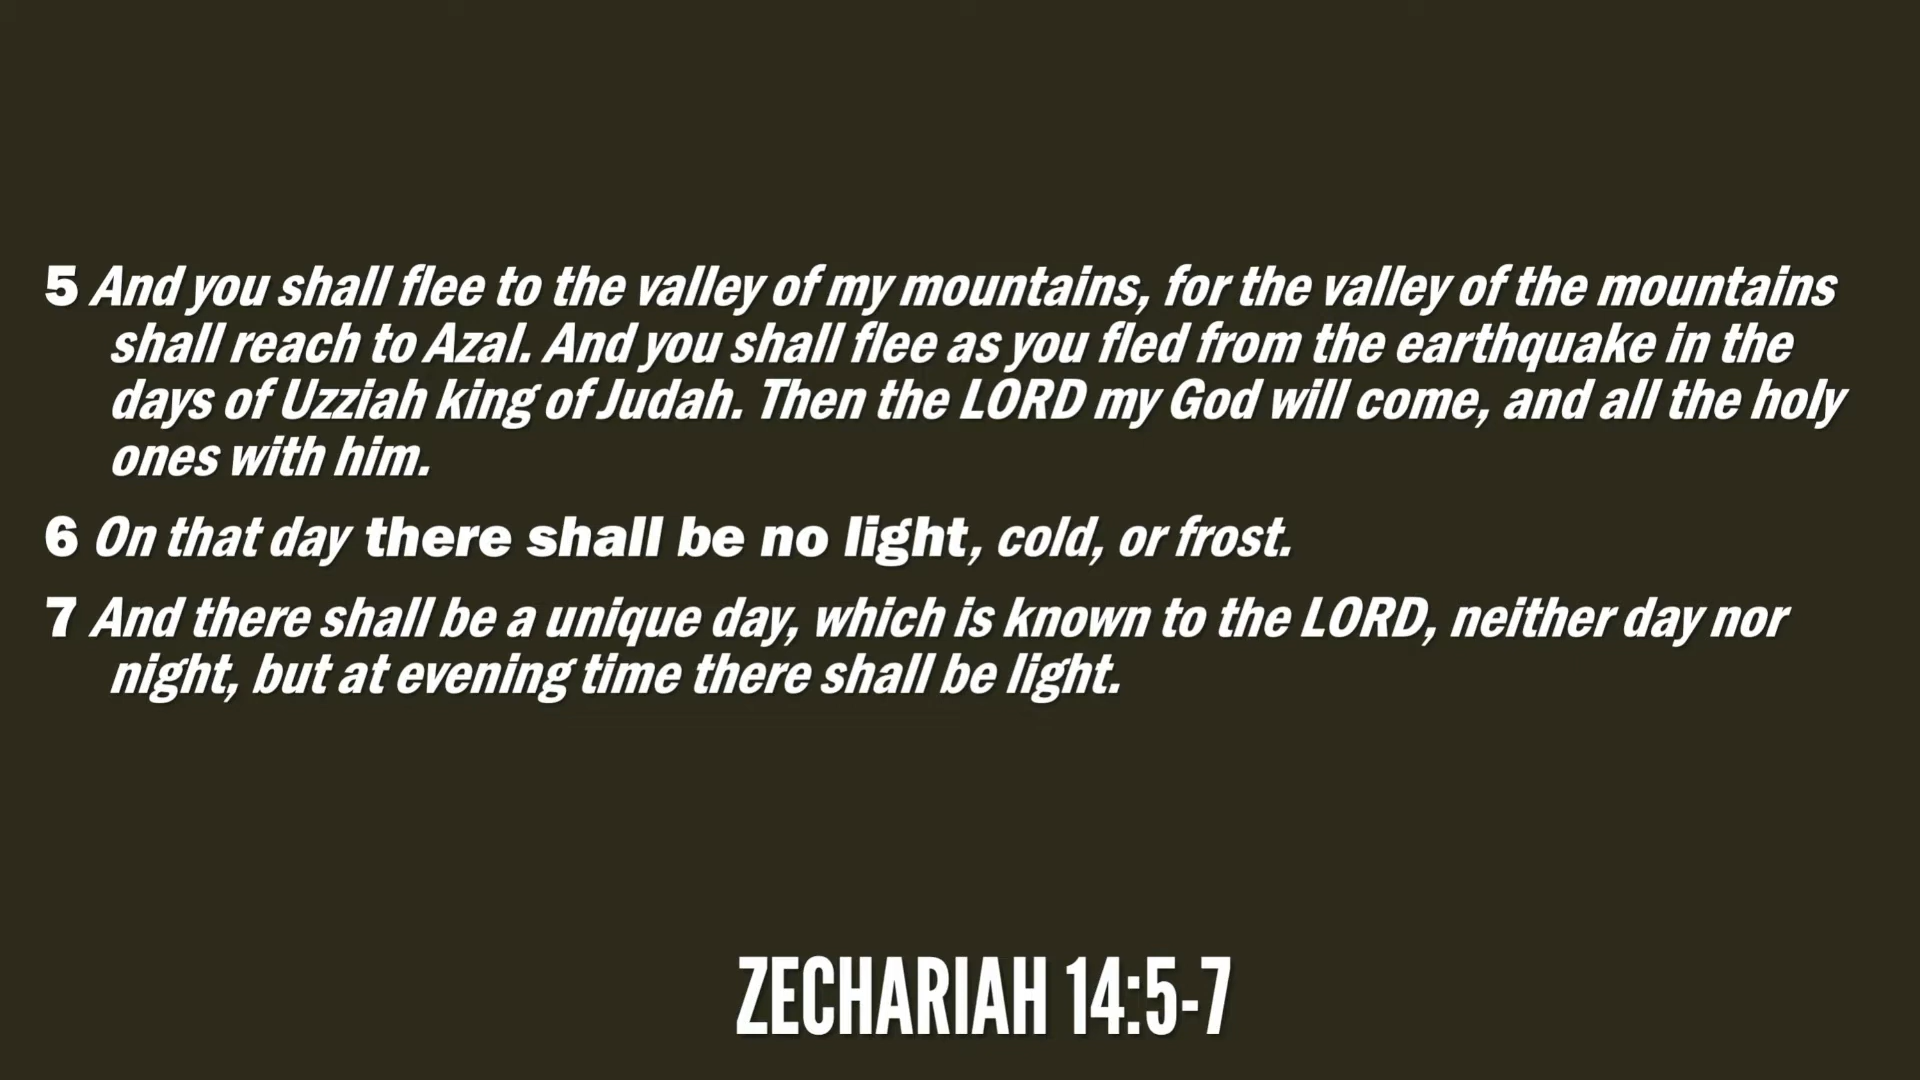 5 And you shall flee to the valley of my mountains, for the valley of the mountains
shall reach to Azal. And you shall flee as you fled from the earthquake in the
days of Uzziah king of Judah. Then the LORD my God will come, and all the holy
ones with him.
6 On that day there shall be no light, cold, or frost.
7 And there shall be a unique day, which is known to the LORD, neither day nor
night, but at evening time there shall be light.
ZECHARIAH 14:5-7